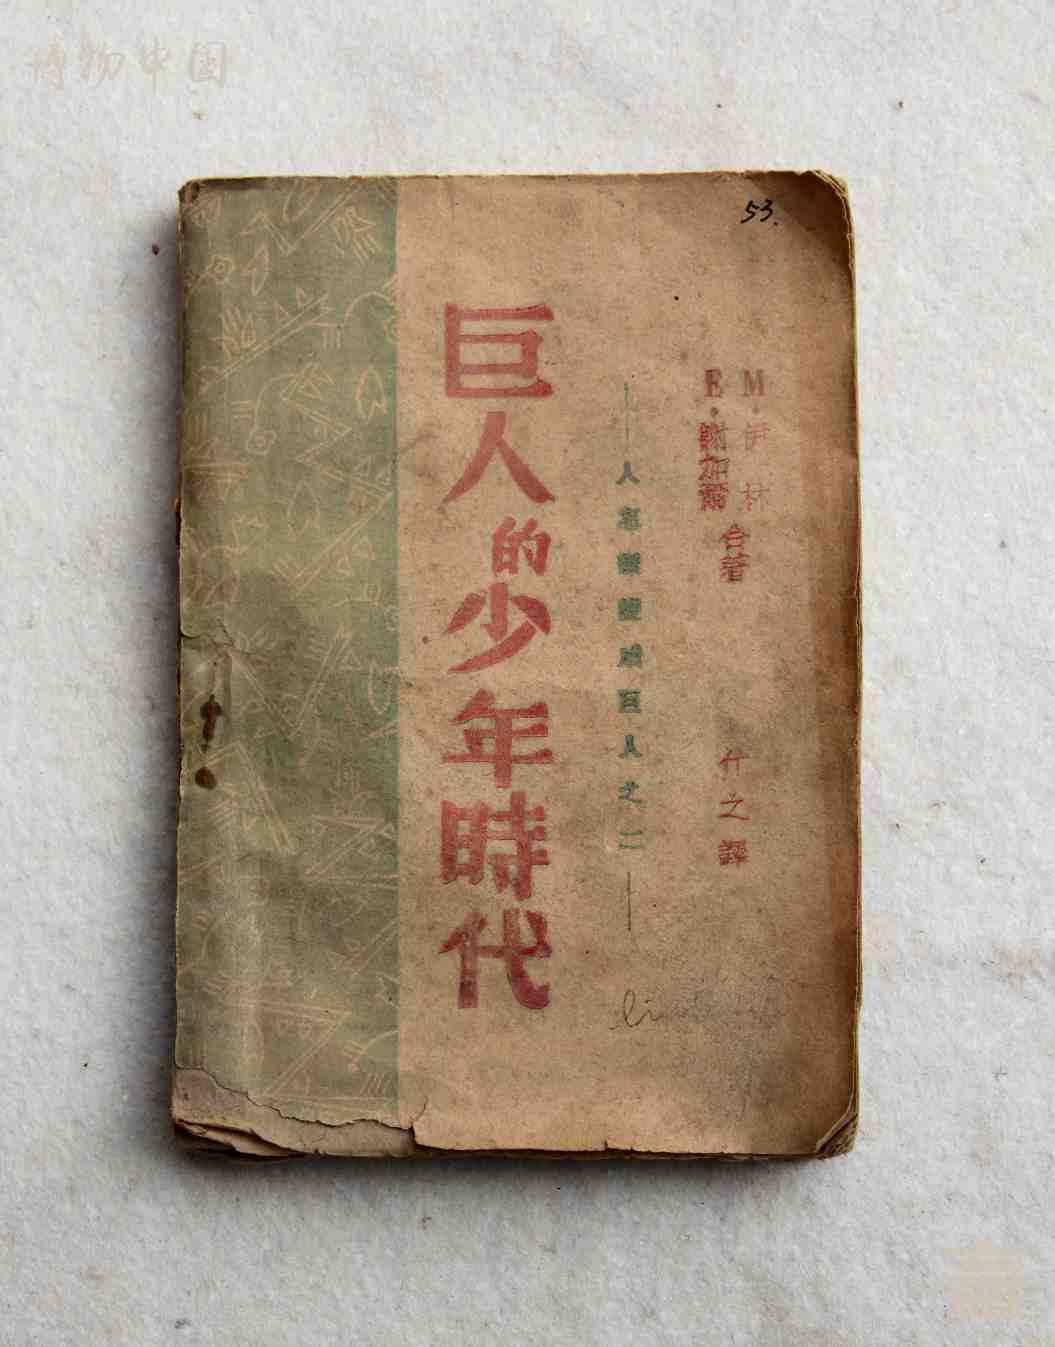 博物中国
53.
M·伊林
E·謝加爾
合著
什之譯
人怎樣變成巨人之二
巨人的少年時代